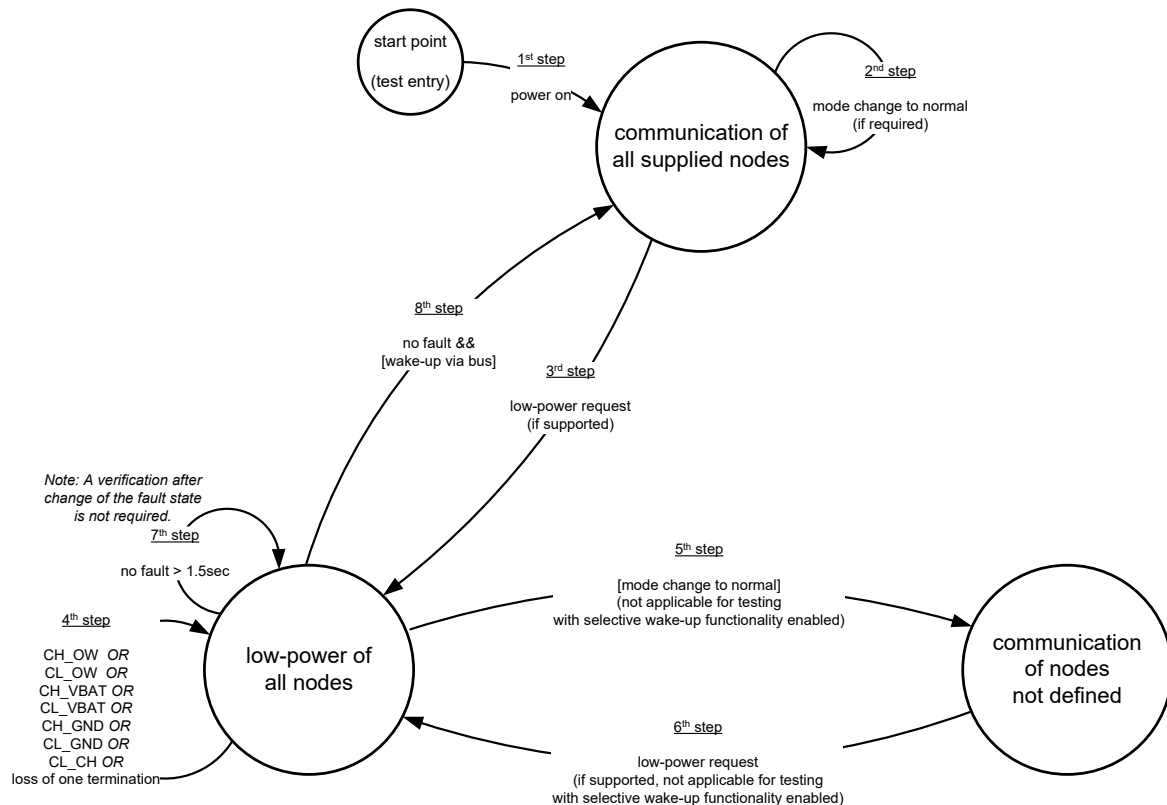 start point
(test entry)
1st step
power on
communication of
all supplied nodes
2nd step
mode change to normal
(if required)
8th step
no fault &&
[wake-up via bus]
3rd step
low-power request
(if supported)
Note: A verification after
change of the fault state
is not required.
7th step
no fault > 1.5sec
4th step
CH_OW OR
CL_OW OR
CH_VBAT OR
CL_VBAT OR
CH_GND OR
CL_GND OR
CL_CH OR
loss of one termination
low-power of
all nodes
5th step
[mode change to normal]
(not applicable for testing
with selective wake-up functionality enabled)
communication
of nodes
not defined
6th step
low-power request
(if supported, not applicable for testing
with selective wake-up functionality enabled)